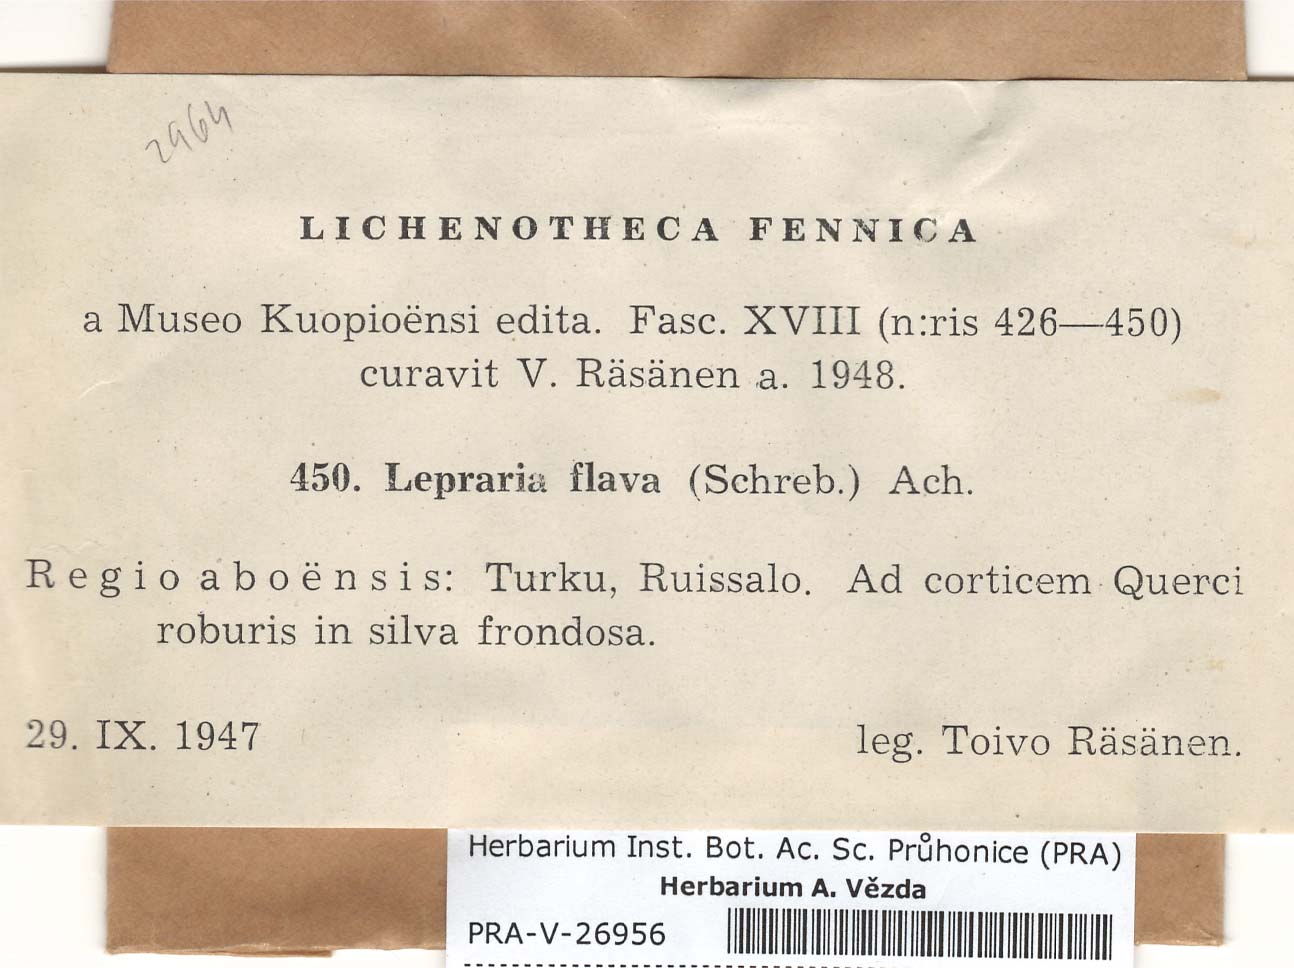 2964
LICHENOTHECA FENNICA
a Museo Kuopioënsi edita. Fasc. XVIII (n:ris 426—450)
curavit V. Räsänen a. 1948.
450. Lepraria flava (Schreb.) Ach.
Regio aboënsis: Turku, Ruissalo. Ad corticem Querci
roburis in silva frondosa.
29. IX. 1947 leg. Toivo Räsänen.
Herbarium Inst. Bot. Ac. Sc. Průhonice (PRA)
Herbarium A. Vězda
PRA-V-26956